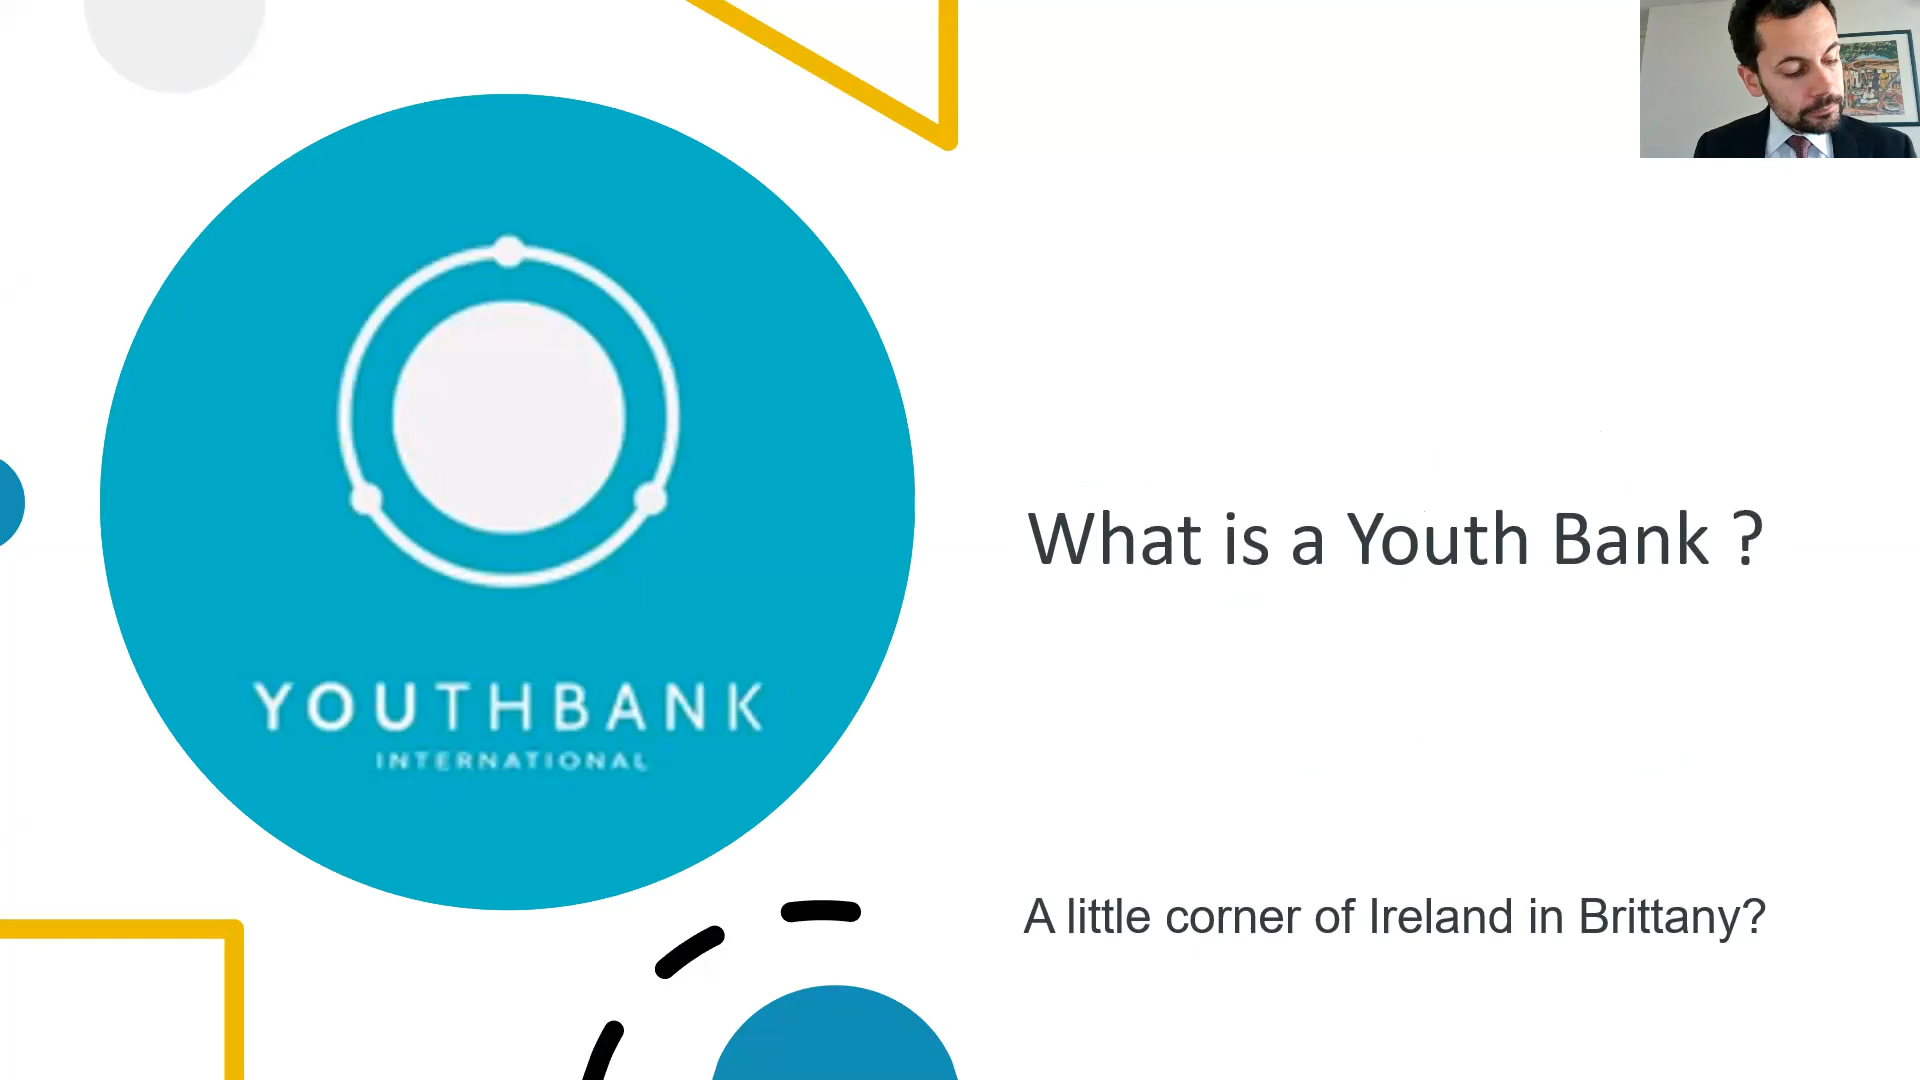 YOUTHBANK
INTERNATIONAL
What is a Youth Bank ?
A little corner of Ireland in Brittany?